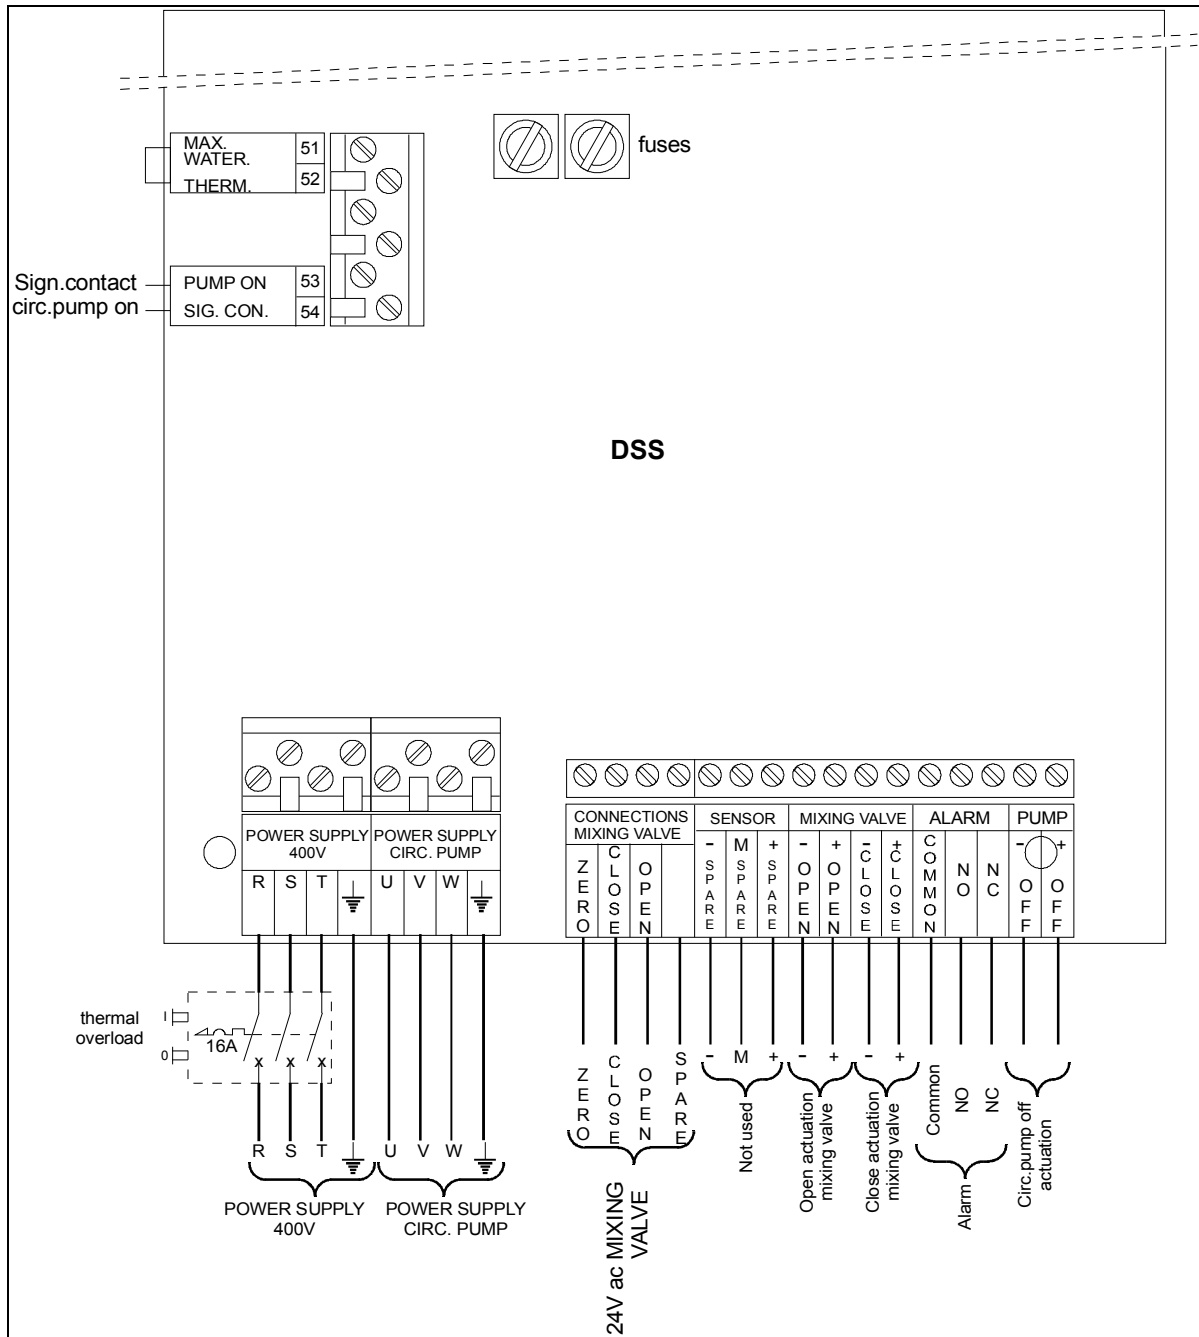 MAX.
WATER.
THERM.
51
52
fuses
Sign.contact
circ.pump on
PUMP ON
SIG. CON.
53
54
DSS
POWER SUPPLY
400V
POWER SUPPLY
CIRC. PUMP
R S T U V W
CONNECTIONS
MIXING VALVE
SENSOR
MIXING VALVE
ALARM
PUMP
- M + - + - + - +
ZERO
CLOSE
OPEN
SPARE
SPARE
SPARE
OPEN
OPEN
CLOSE
CLOSE
COMMON
NO
NC
OFF
OFF
thermal
overload
I
0
16A
x x x
R S T U V W
POWER SUPPLY
400V
POWER SUPPLY
CIRC. PUMP
ZERO
CLOSE
OPEN
SPARE
24V ac MIXING
VALVE
- M +
Not used
- +
Open actuation
mixing valve
- +
Close actuation
mixing valve
Common
NO
NC
Alarm
Circ.pump off
actuation